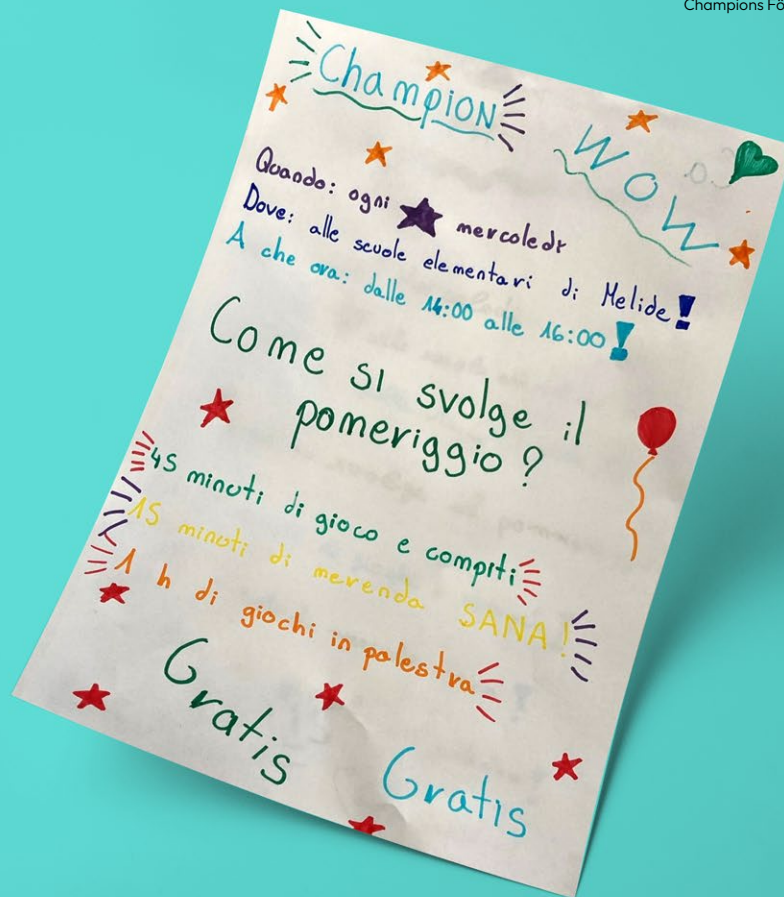 Champions Fö
Champion
WOW
Quando: ogni mercoledì
Dove: alle scuole elementari di Melide!
A che ora: dalle 14:00 alle 16:00!
Come si svolge il
pomeriggio?
45 minuti di gioco e compiti
15 minuti di merenda SANA!
1 h di giochi in palestra
Gratis
Gratis